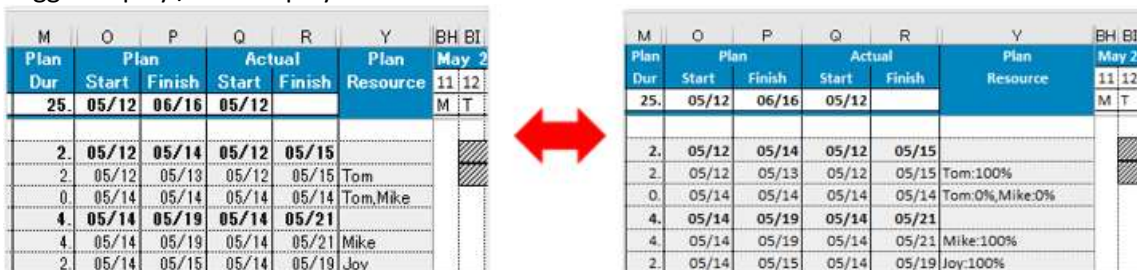 M O P Q R Y BH BI
Plan Plan Actual Plan May 2
Dur Start Finish Start Finish Resource 11 12
25. 05/12 06/16 05/12 M T
2. 05/12 05/14 05/12 05/15
2. 05/12 05/13 05/12 05/15 Tom
0. 05/14 05/14 05/14 05/14 Tom,Mike
4. 05/14 05/19 05/14 05/21
4. 05/14 05/19 05/14 05/21 Mike
2. 05/14 05/15 05/14 05/19 Joy
M O P Q R Y BH BI
Plan Plan Actual Plan May 2
Dur Start Finish Start Finish Resource 11 12
25. 05/12 06/16 05/12 M T
2. 05/12 05/14 05/12 05/15
2. 05/12 05/13 05/12 05/15 Tom:100%
0. 05/14 05/14 05/14 05/14 Tom:0%,Mike:0%
4. 05/14 05/19 05/14 05/21
4. 05/14 05/19 05/14 05/21 Mike:100%
2. 05/14 05/15 05/14 05/19 Joy:100%